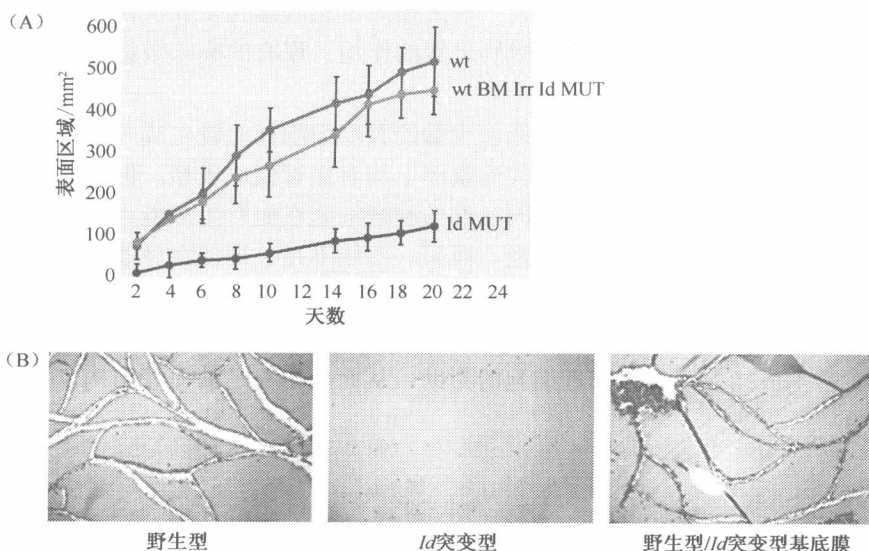 (A)
600
500
400
300
200
100
0
表面区域/mm²
wt
wt BM Irr Id MUT
Id MUT
2 4 6 8 10 12 14 16 18 20 22 24
天数
(B)
野生型
Id突变型
野生型/Id突变型基底膜